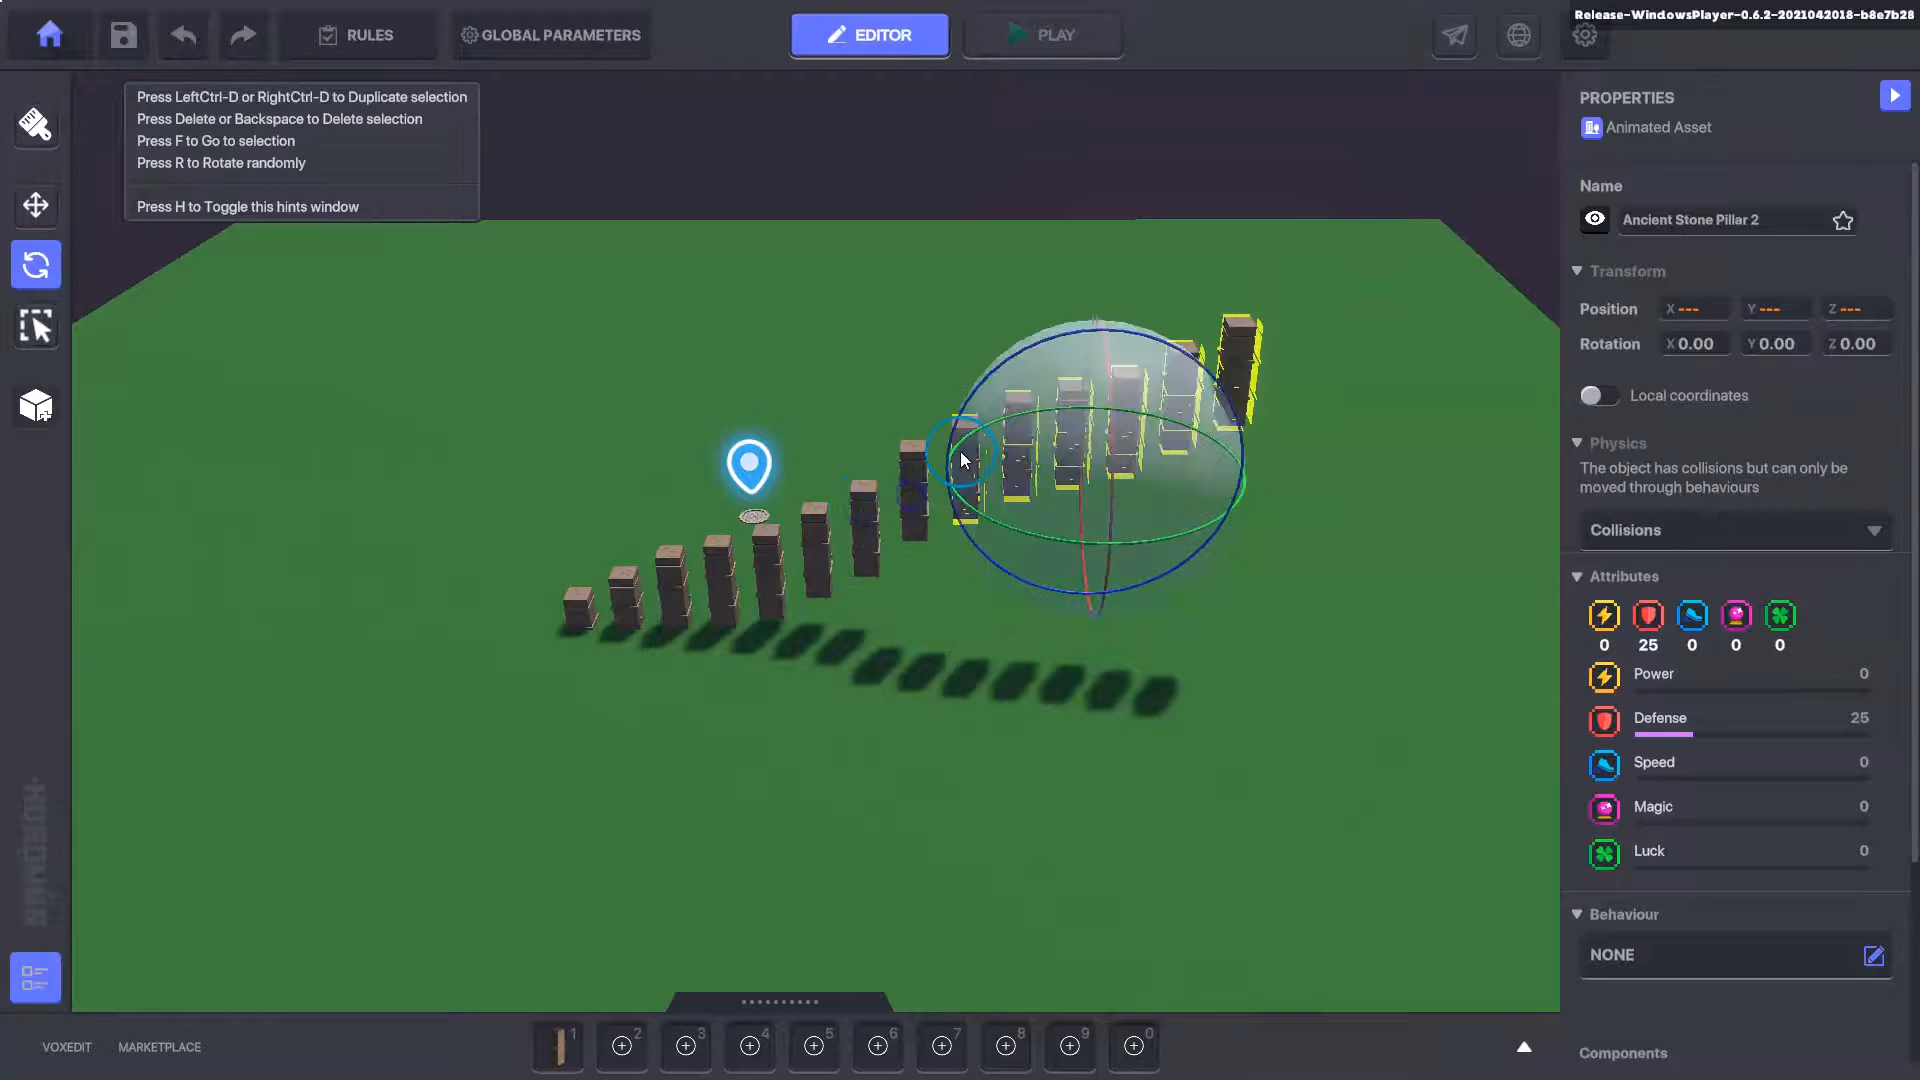 Release-WindowsPlayer-0.6.2-2021042018-b8e7b28
RULES
GLOBAL PARAMETERS
EDITOR
PLAY
Press LeftCtrl-D or RightCtrl-D to Duplicate selection
Press Delete or Backspace to Delete selection
Press F to Go to selection
Press R to Rotate randomly
Press H to Toggle this hints window
PROPERTIES
Animated Asset
Name
Ancient Stone Pillar 2
Transform
Position X --- Y --- Z ---
Rotation X 0.00 Y 0.00 Z 0.00
Local coordinates
Physics
The object has collisions but can only be
moved through behaviours
Collisions
Attributes
0 25 0 0 0
Power 0
Defense 25
Speed 0
Magic 0
Luck 0
Behaviour
NONE
Components
VOXEDIT
MARKETPLACE
1 2 3 4 5 6 7 8 9 0